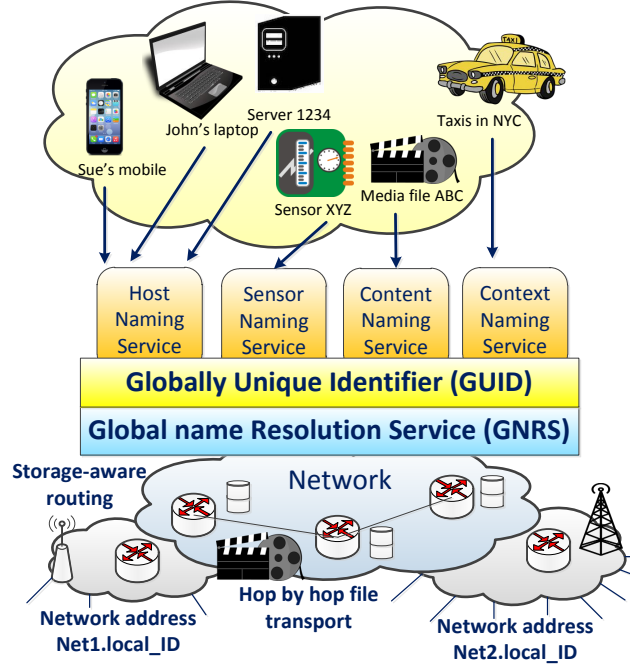 TAXI
Server 1234
John's laptop
Taxis in NYC
Sue's mobile
Sensor XYZ
Media file ABC
Host
Naming
Service
Sensor
Naming
Service
Content
Naming
Service
Context
Naming
Service
Globally Unique Identifier (GUID)
Global name Resolution Service (GNRS)
Storage-aware
routing
Network
Hop by hop file
transport
Network address
Net1.local_ID
Network address
Net2.local_ID